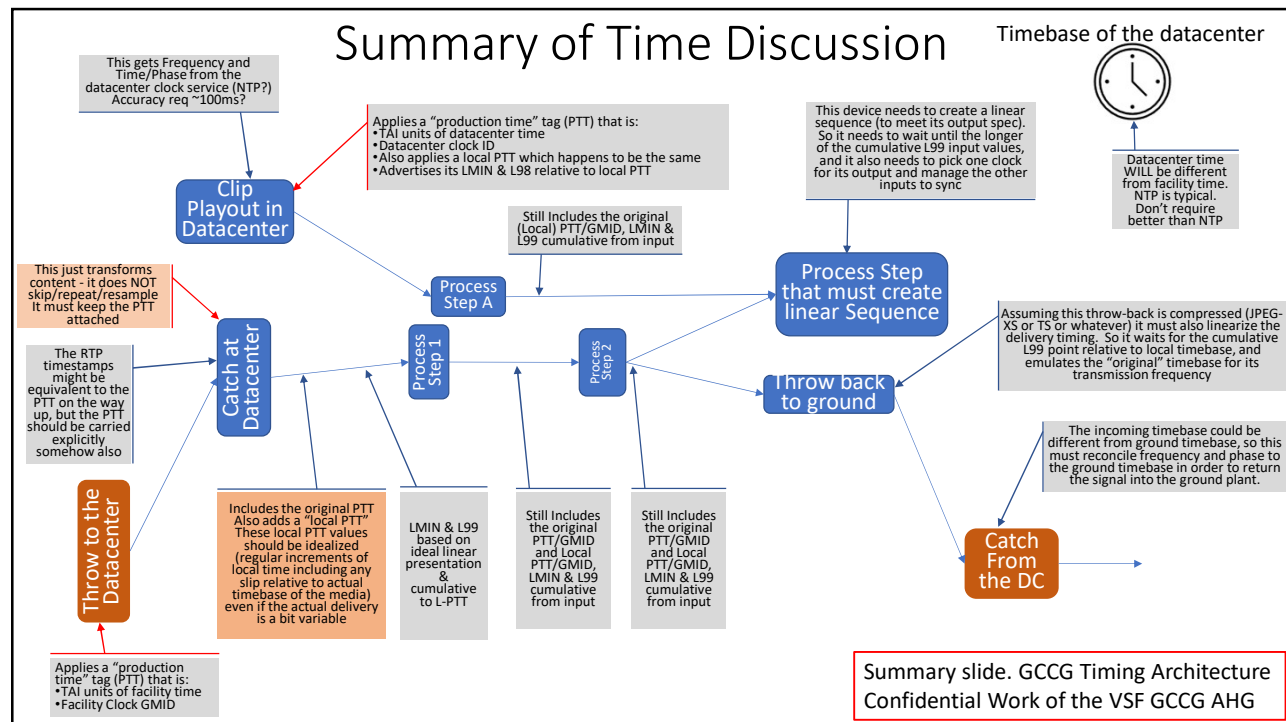 Summary of Time Discussion
Timebase of the datacenter
This gets Frequency and
Time/Phase from the
datacenter clock service (NTP?)
Accuracy req ~100ms?
Applies a “production time” tag (PTT) that is:
•TAI units of datacenter time
•Datacenter clock ID
•Also applies a local PTT which happens to be the same
•Advertises its LMIN & L98 relative to local PTT
This device needs to create a linear
sequence (to meet its output spec).
So it needs to wait until the longer
of the cumulative L99 input values,
and it also needs to pick one clock
for its output and manage the other
inputs to sync
Datacenter time
WILL be different
from facility time.
NTP is typical.
Don’t require
better than NTP
Clip
Playout in
Datacenter
Still Includes the original
(Local) PTT/GMID, LMIN &
L99 cumulative from input
This just transforms
content - it does NOT
skip/repeat/resample
It must keep the PTT
attached
Process
Step A
Process Step
that must create
linear Sequence
Catch at
Datacenter
Process
Step 1
Process
Step 2
Assuming this throw-back is compressed (JPEG-
XS or TS or whatever) it must also linearize the
delivery timing.  So it waits for the cumulative
L99 point relative to local timebase, and
emulates the “original” timebase for its
transmission frequency
The RTP
timestamps
might be
equivalent to the
PTT on the way
up, but the PTT
should be carried
explicitly
somehow also
Throw back
to ground
The incoming timebase could be
different from ground timebase, so this
must reconcile frequency and phase to
the ground timebase in order to return
the signal into the ground plant.
Throw to the
Datacenter
Includes the original PTT
Also adds a “local PTT”
These local PTT values
should be idealized
(regular increments of
local time including any
slip relative to actual
timebase of the media)
even if the actual delivery
is a bit variable
LMIN & L99
based on
ideal linear
presentation
&
cumulative
to L-PTT
Still Includes
the original
PTT/GMID
and Local
PTT/GMID,
LMIN & L99
cumulative
from input
Still Includes
the original
PTT/GMID
and Local
PTT/GMID,
LMIN & L99
cumulative
from input
Catch
From
the DC
Applies a “production
time” tag (PTT) that is:
•TAI units of facility time
•Facility Clock GMID
Summary slide. GCCG Timing Architecture
Confidential Work of the VSF GCCG AHG